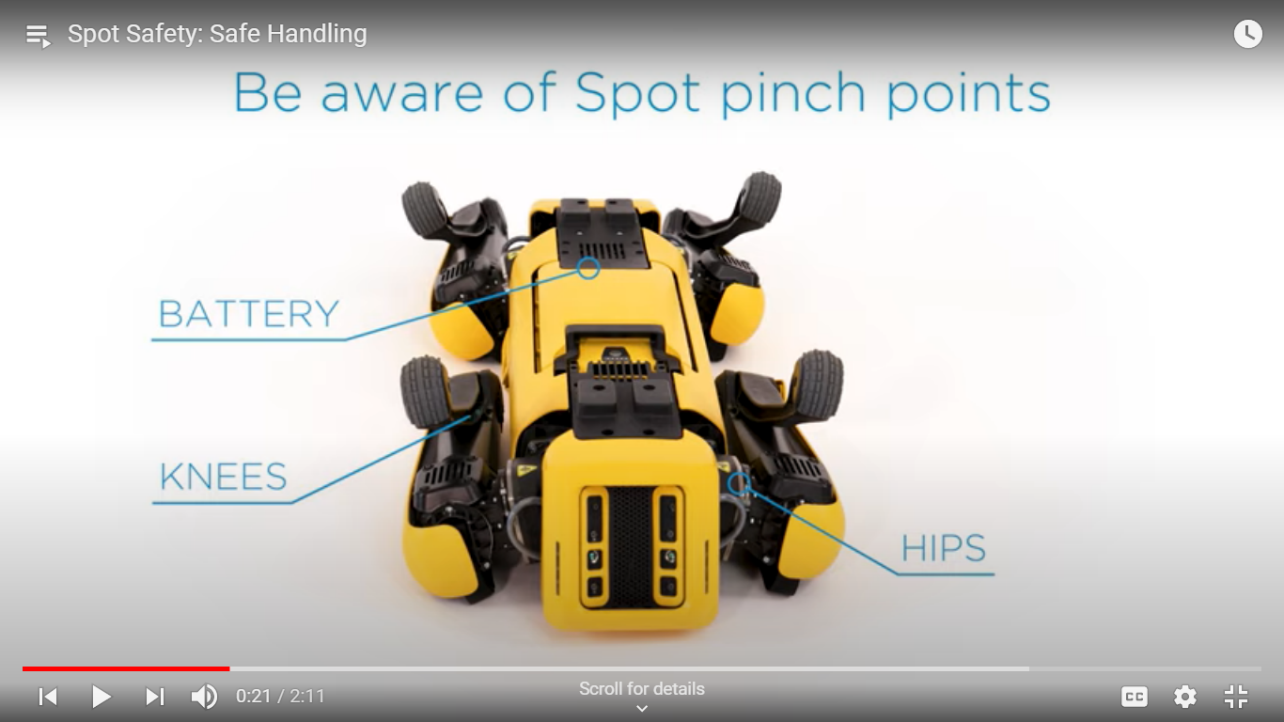 Spot Safety: Safe Handling
Be aware of Spot pinch points
BATTERY
KNEES
HIPS
0:21 / 2:11
Scroll for details
CC